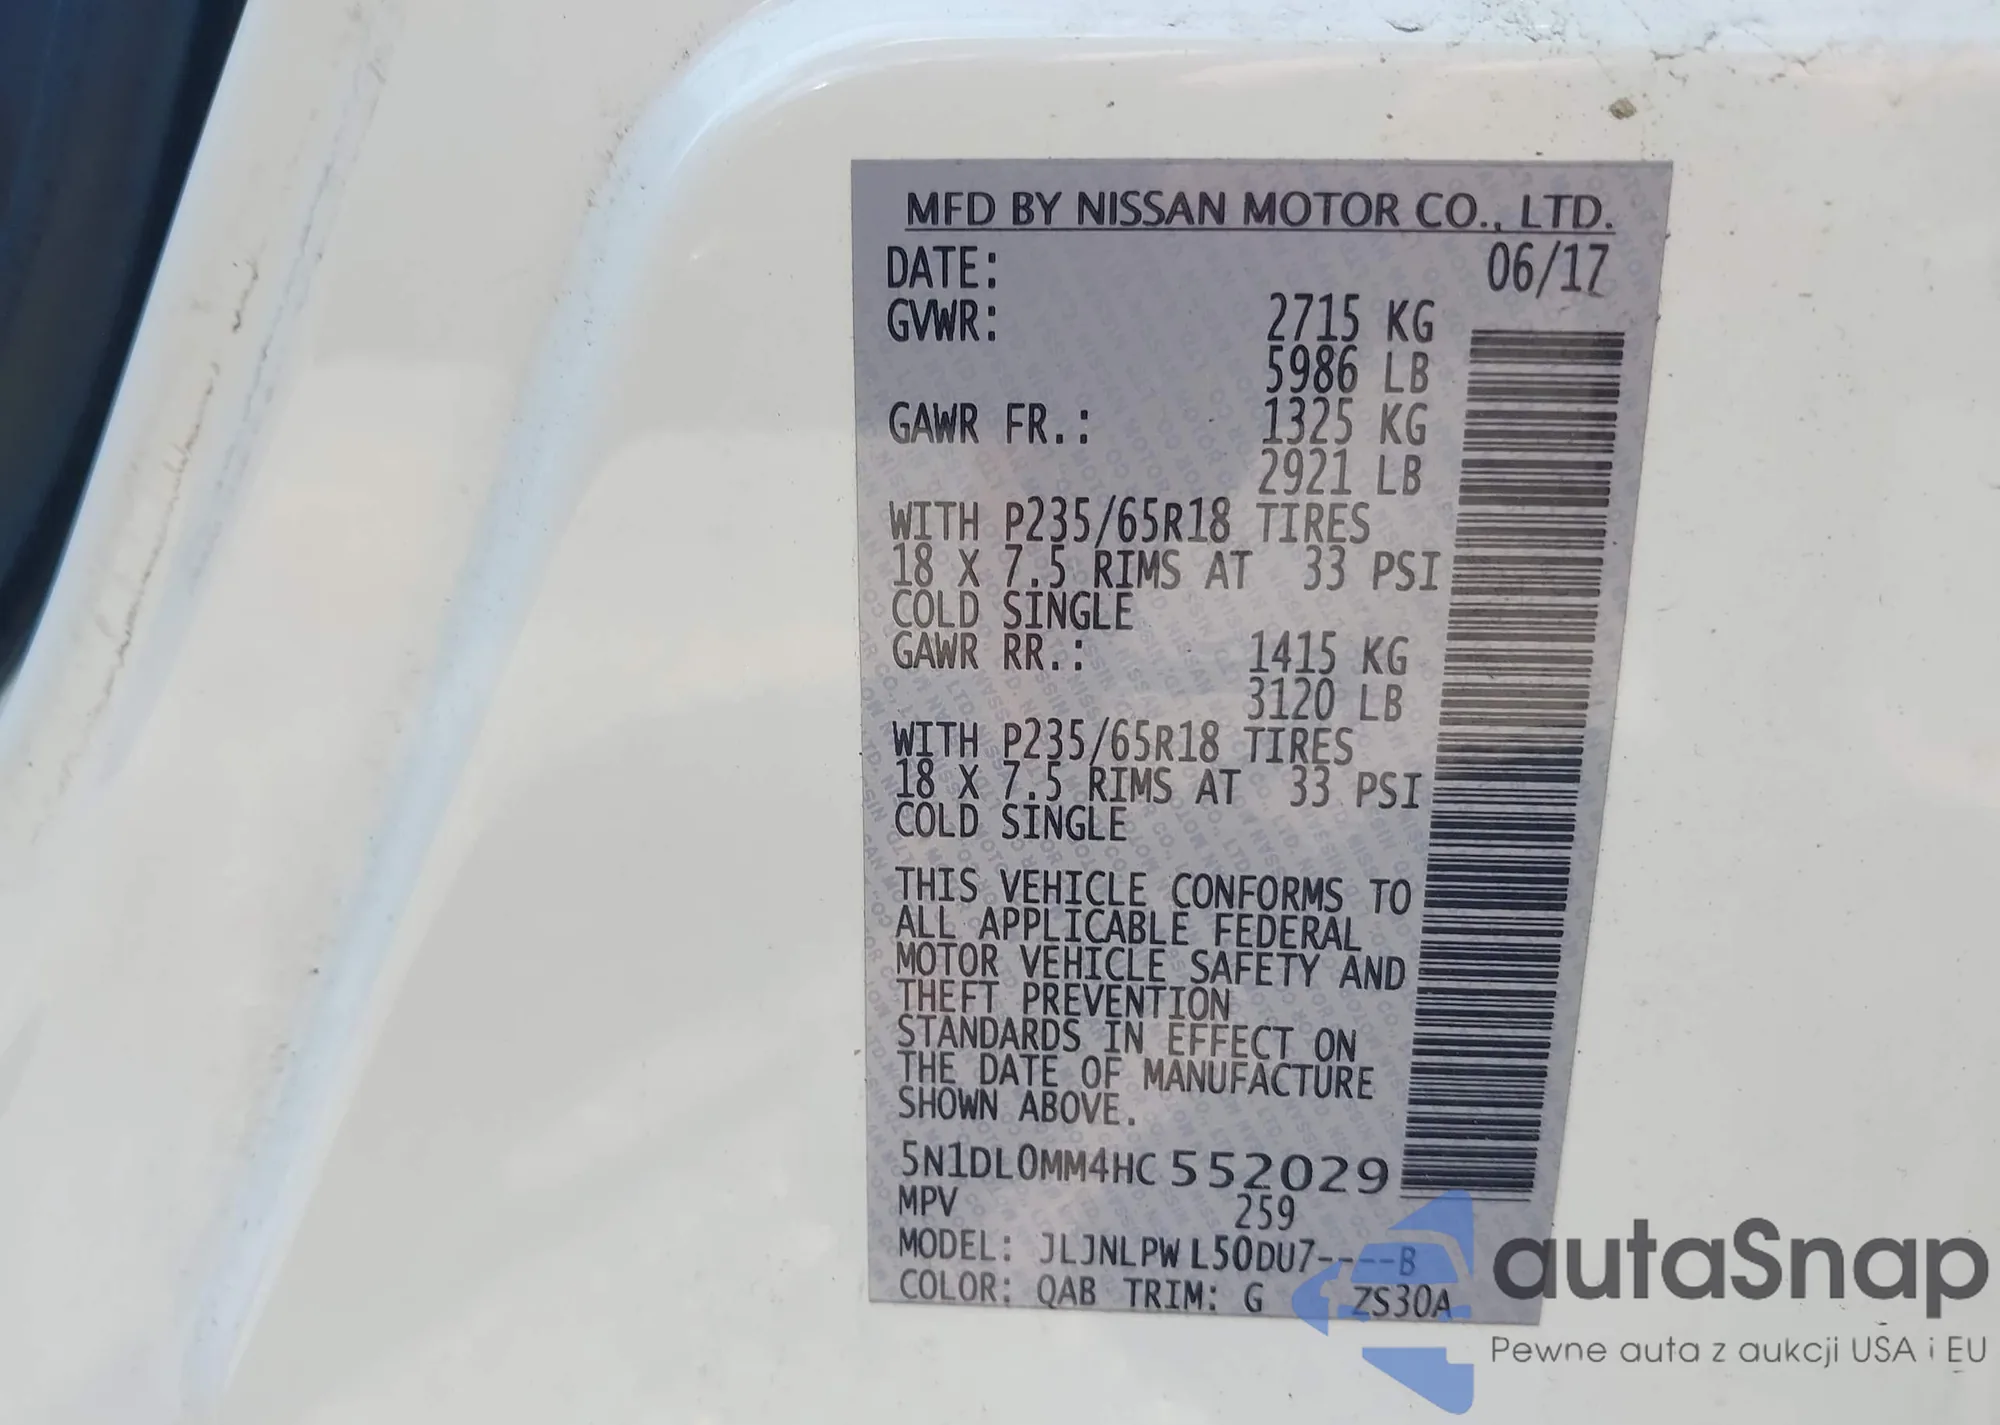 MFD BY NISSAN MOTOR CO., LTD.
DATE: 06/17
GVWR: 2715 KG
5986 LB
GAWR FR.: 1325 KG
2921 LB
WITH P235/65R18 TIRES
18 X 7.5 RIMS AT 33 PSI
COLD SINGLE
GAWR RR.: 1415 KG
3120 LB
WITH P235/65R18 TIRES
18 X 7.5 RIMS AT 33 PSI
COLD SINGLE
THIS VEHICLE CONFORMS TO
ALL APPLICABLE FEDERAL
MOTOR VEHICLE SAFETY AND
THEFT PREVENTION
STANDARDS IN EFFECT ON
THE DATE OF MANUFACTURE
SHOWN ABOVE.
5N1DL0MM4HC552029
MPV 259
MODEL: JLJNLPW L50DU7----B
COLOR: QAB TRIM: G ZS30A
autaSnap
Pewne auta z aukcji USA i EU